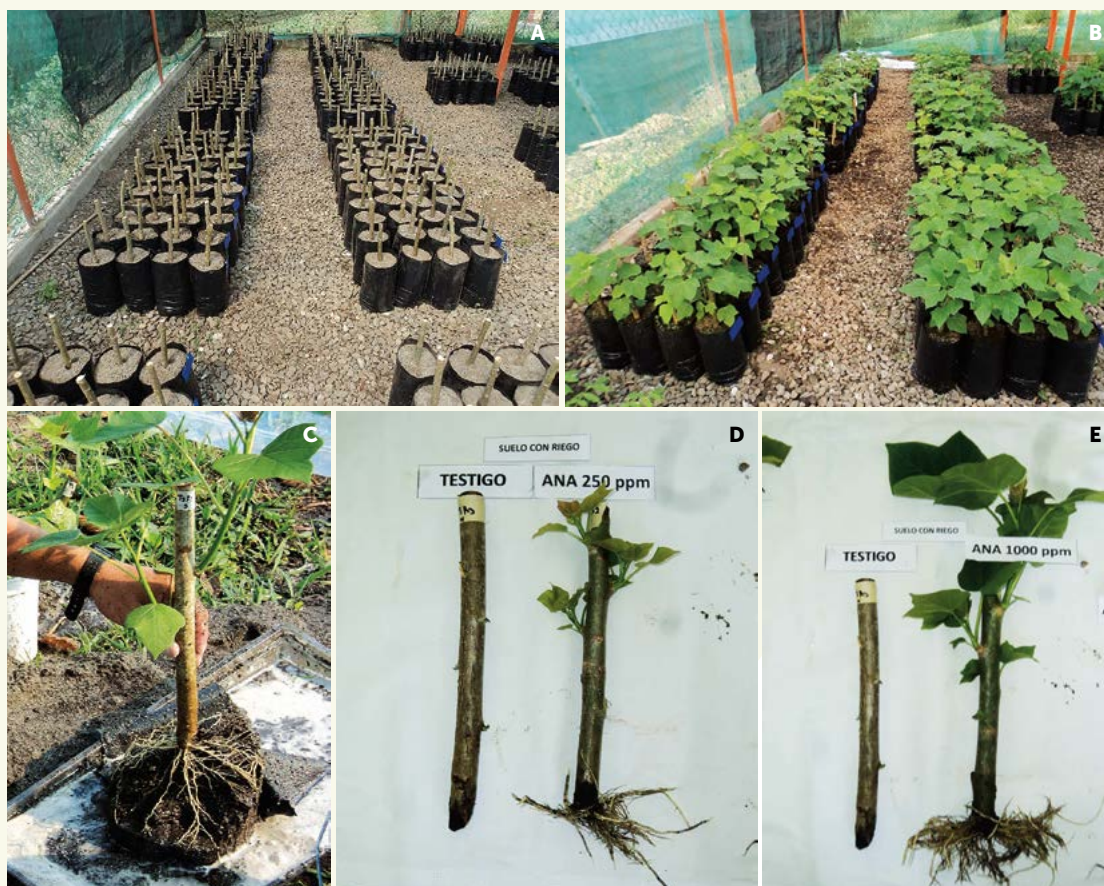 A
B
C
D
SUELO CON RIEGO
TESTIGO
ANA 250 ppm
E
SUELO CON RIEGO
TESTIGO
ANA 1000 ppm